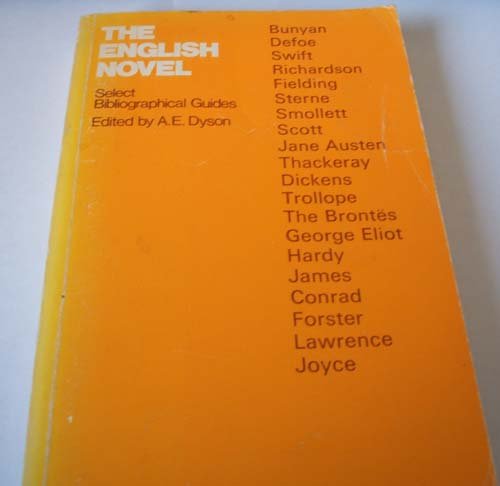 THE
ENGLISH
NOVEL
Select
Bibliographical Guides
Edited by A.E. Dyson
Bunyan
Defoe
Swift
Richardson
Fielding
Sterne
Smollett
Scott
Jane Austen
Thackeray
Dickens
Trollope
The Brontës
George Eliot
Hardy
James
Conrad
Forster
Lawrence
Joyce